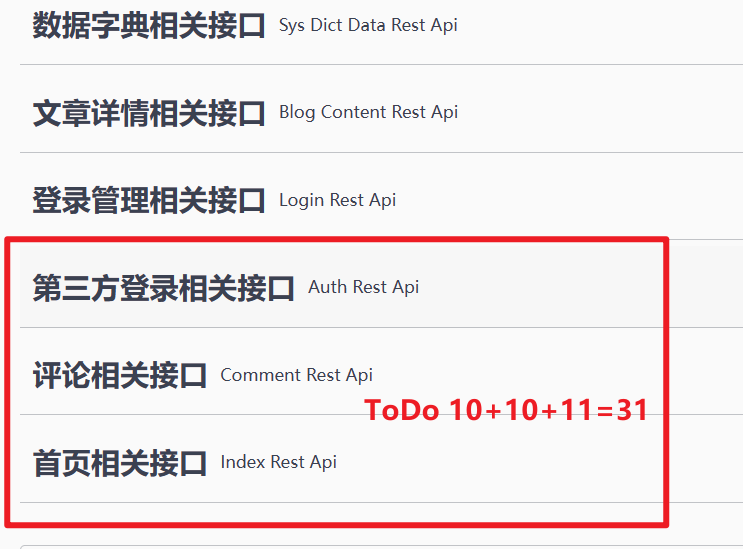 数据字典相关接口 Sys Dict Data Rest Api
文章详情相关接口 Blog Content Rest Api
登录管理相关接口 Login Rest Api
第三方登录相关接口 Auth Rest Api
评论相关接口 Comment Rest Api
ToDo 10+10+11=31
首页相关接口 Index Rest Api